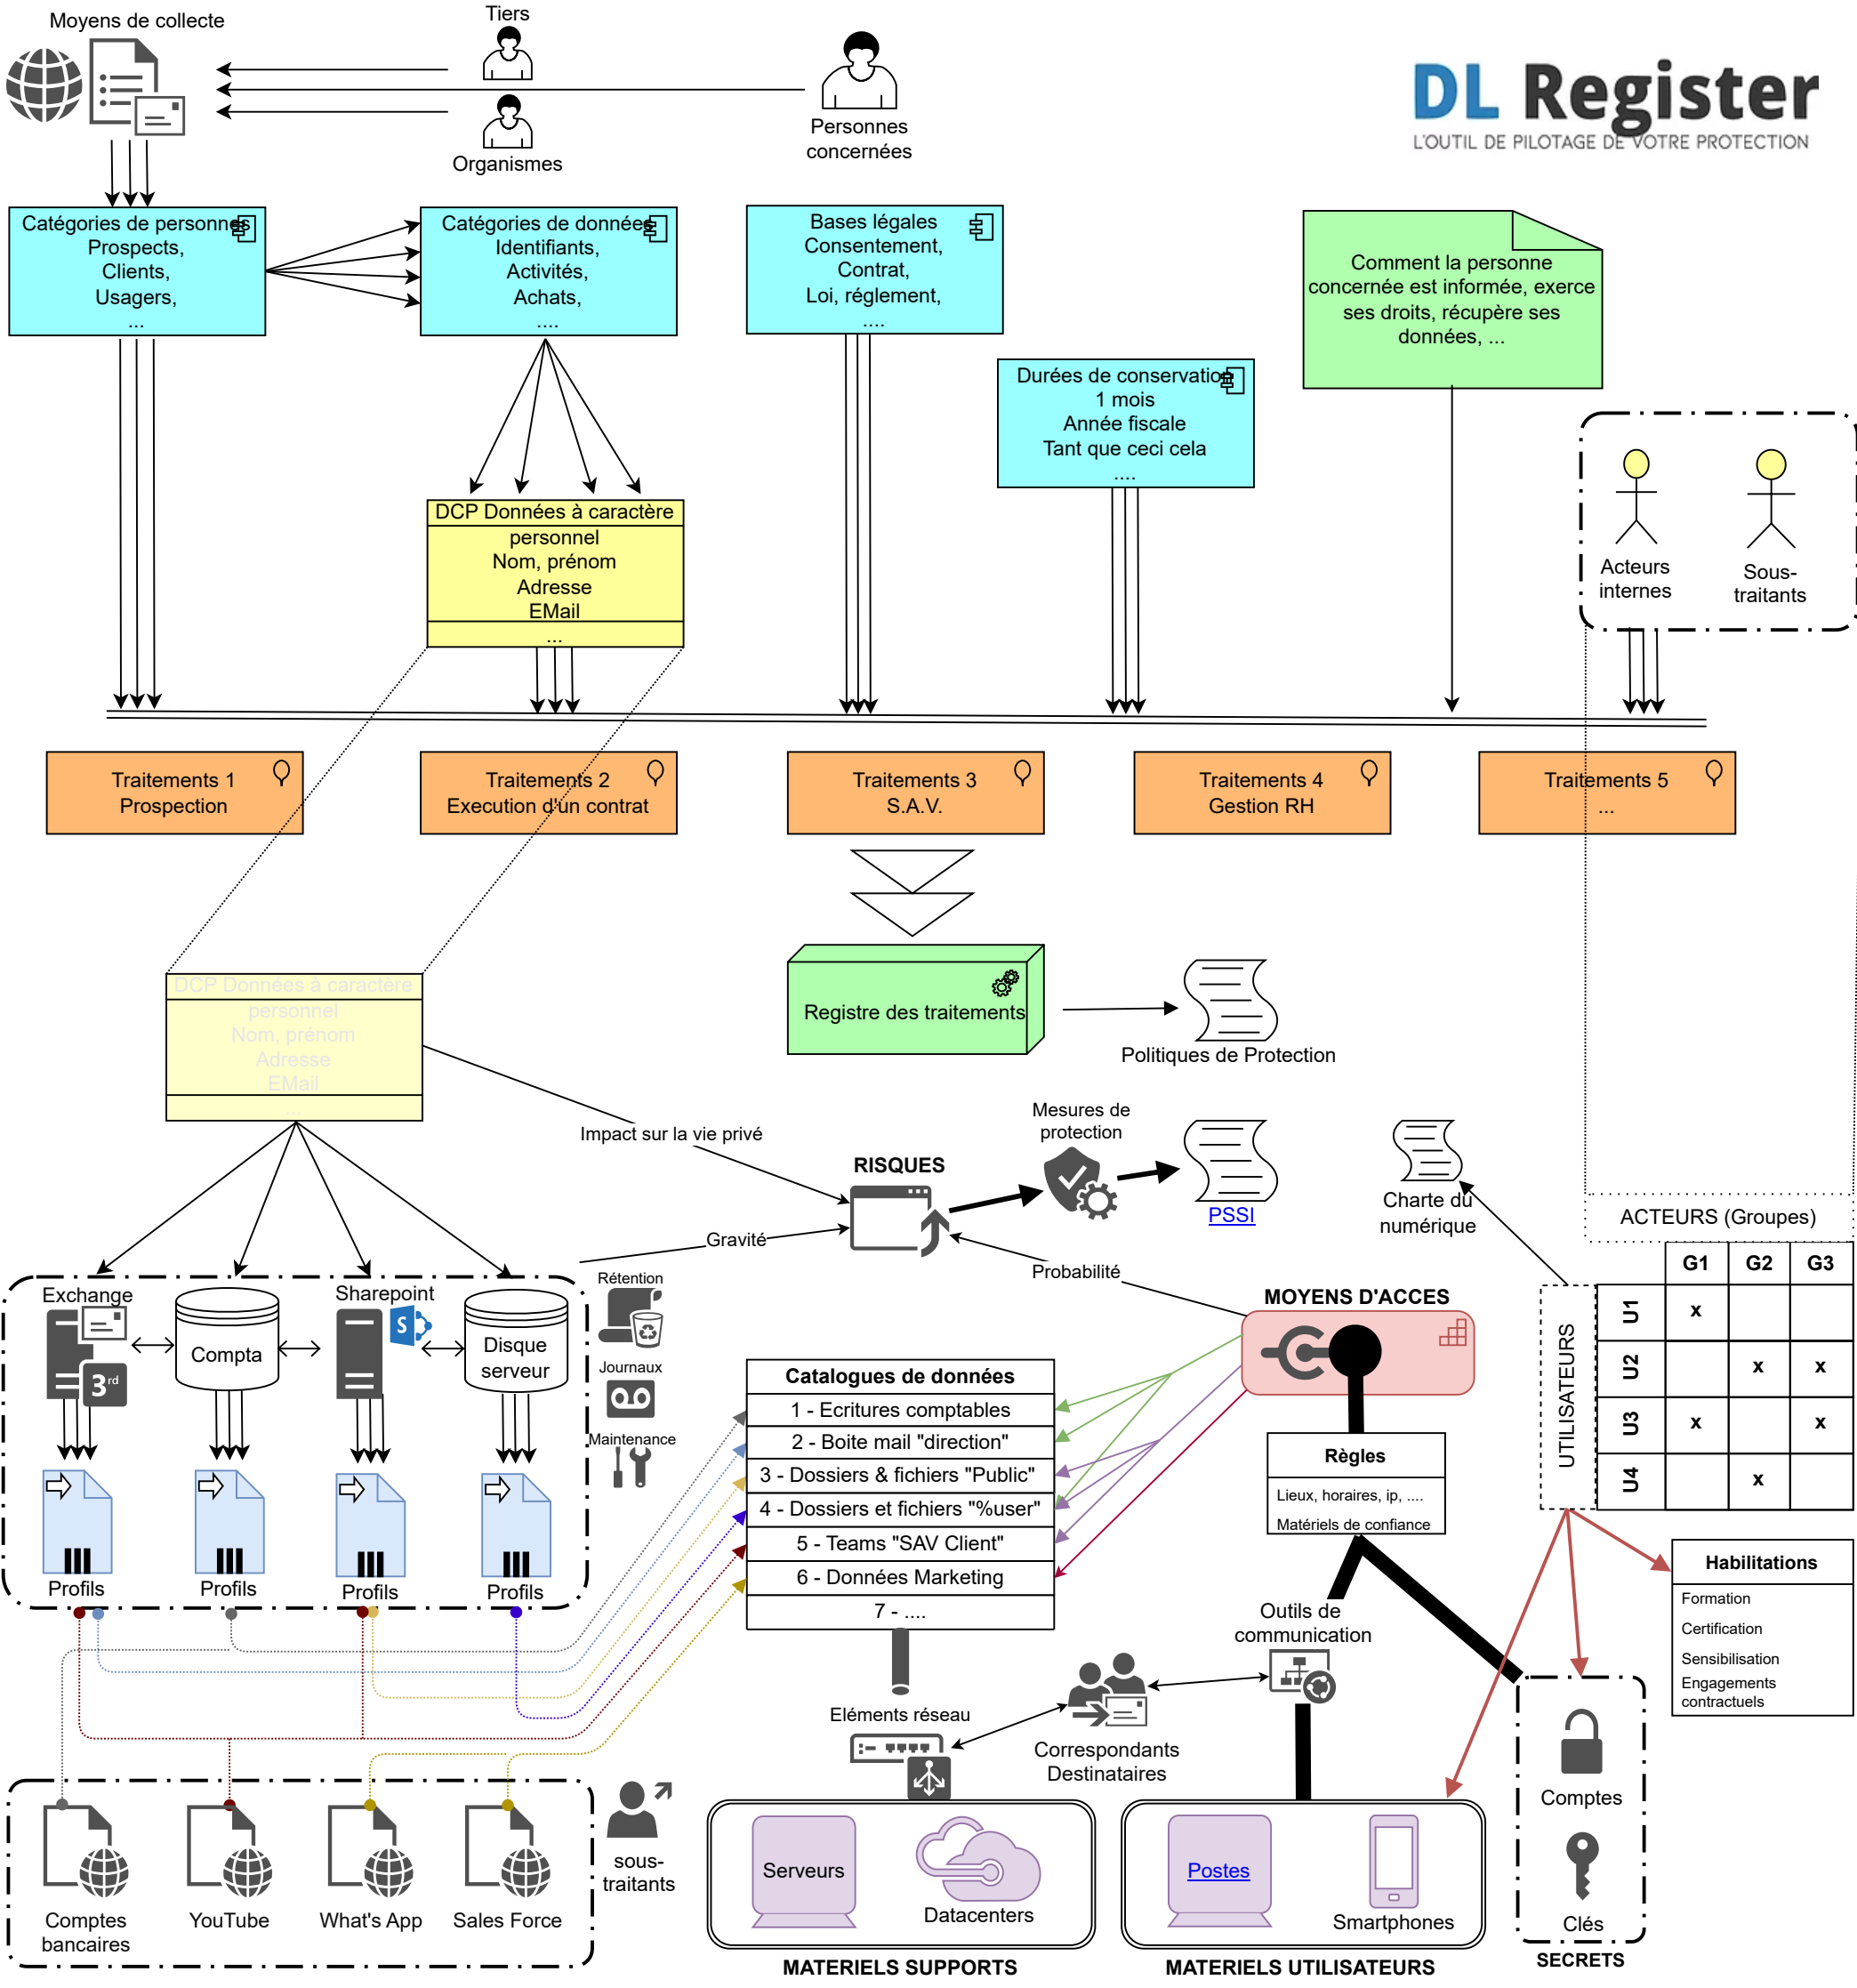 Moyens de collecte
Tiers
Organismes
Personnes
concernées
DL Register
L'OUTIL DE PILOTAGE DE VOTRE PROTECTION
Catégories de personnes
Prospects,
Clients,
Usagers,
...
Catégories de données
Identifiants,
Activités,
Achats,
....
Bases légales
Consentement,
Contrat,
Loi, réglement,
....
Durées de conservation
1 mois
Année fiscale
Tant que ceci cela
....
Comment la personne
concernée est informée, exerce
ses droits, récupère ses
données, ...
Acteurs
internes
Sous-
traitants
DCP Données à caractère
personnel
Nom, prénom
Adresse
EMail
...
Traitements 1
Prospection
Traitements 2
Execution d'un contrat
Traitements 3
S.A.V.
Traitements 4
Gestion RH
Traitements 5
...
Registre des traitements
Politiques de Protection
DCP Données à caractère
personnel
Nom, prénom
Adresse
EMail
...
Impact sur la vie privé
Gravité
RISQUES
Mesures de
protection
PSSI
Probabilité
Charte du
numérique
ACTEURS (Groupes)
G1
G2
G3
UTILISATEURS
U1
x
U2
x
x
U3
x
x
U4
x
MOYENS D'ACCES
Exchange
3rd
Compta
Sharepoint
S
Disque
serveur
Rétention
Journaux
Maintenance
Profils
Profils
Profils
Profils
Catalogues de données
1 - Ecritures comptables
2 - Boite mail "direction"
3 - Dossiers & fichiers "Public"
4 - Dossiers et fichiers "%user"
5 - Teams "SAV Client"
6 - Données Marketing
7 - ....
Règles
Lieux, horaires, ip, ....
Matériels de confiance
Habilitations
Formation
Certification
Sensibilisation
Engagements
contractuels
Outils de
communication
Eléments réseau
Correspondants
Destinataires
Comptes
Clés
SECRETS
sous-
traitants
Comptes
bancaires
YouTube
What's App
Sales Force
Serveurs
Datacenters
MATERIELS SUPPORTS
Postes
Smartphones
MATERIELS UTILISATEURS